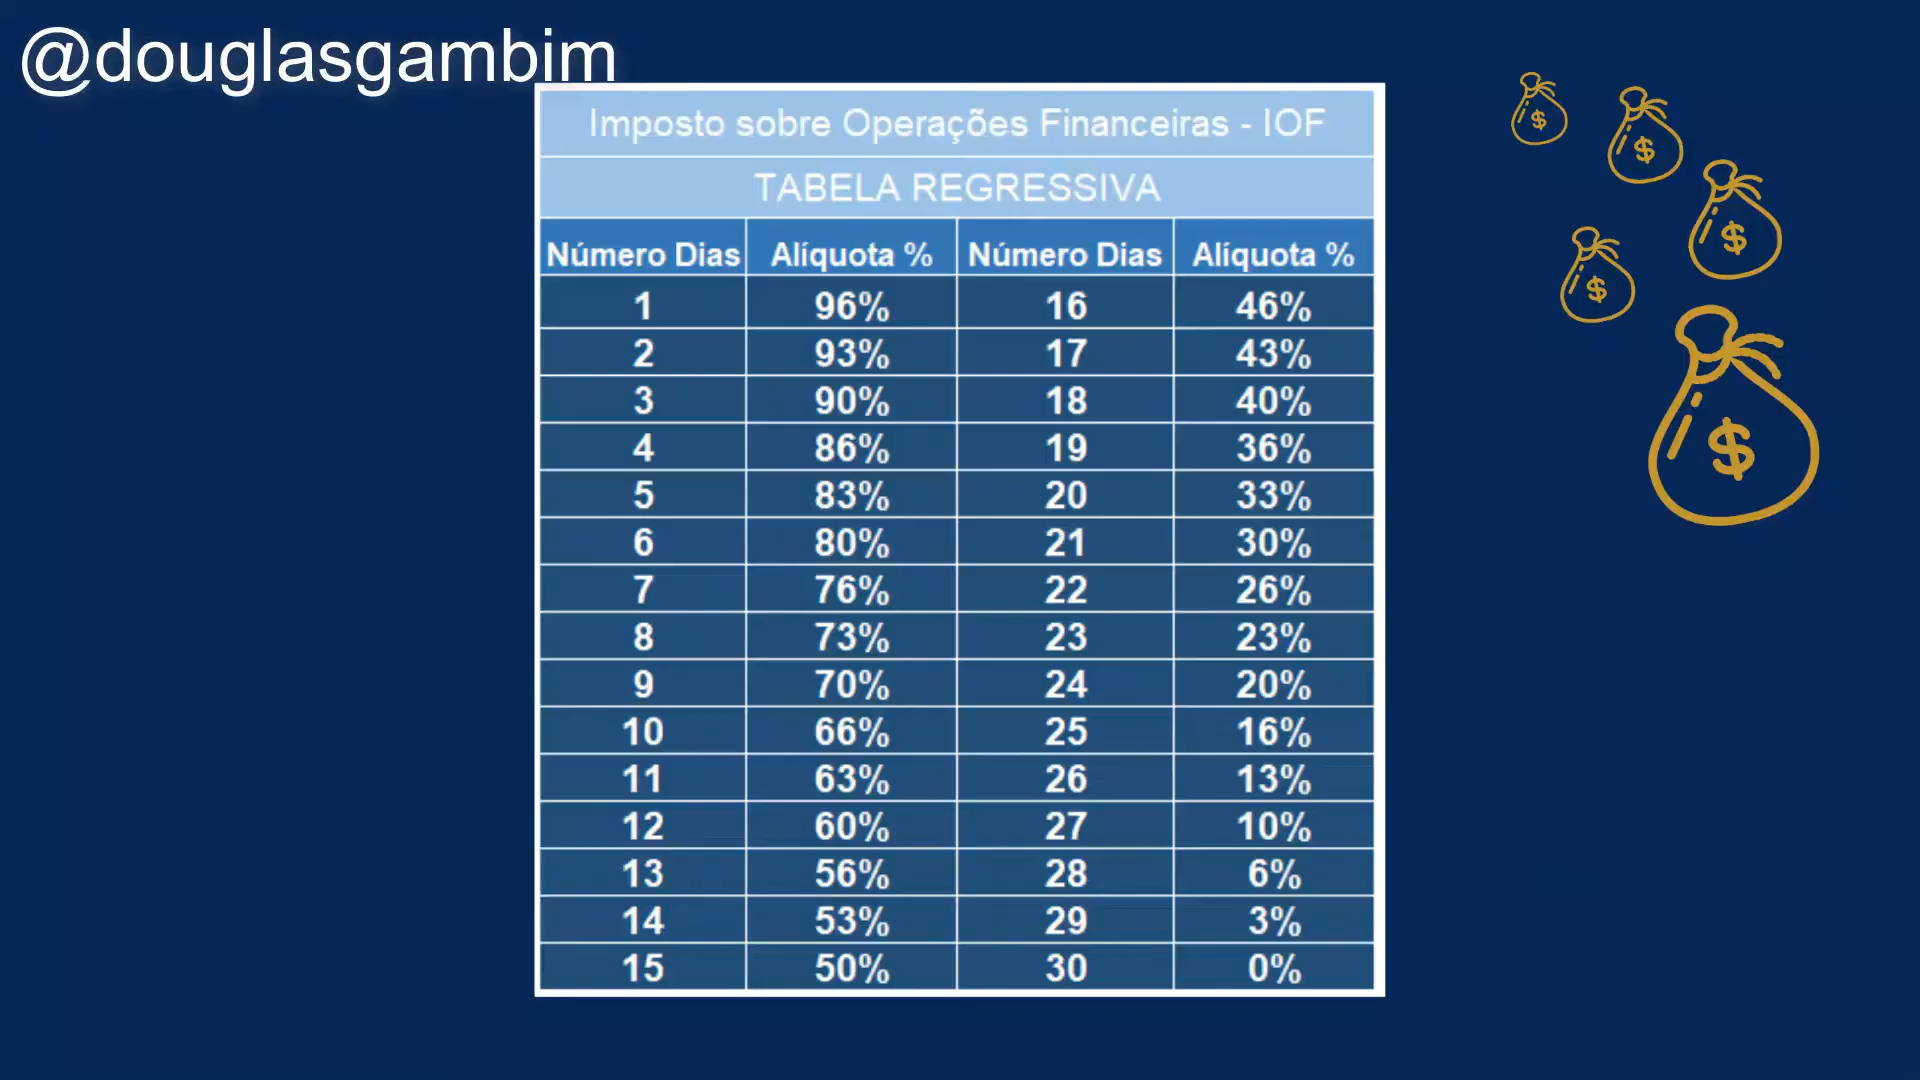 @douglasgambim
Imposto sobre Operações Financeiras - IOF
TABELA REGRESSIVA
Número Dias Alíquota % Número Dias Alíquota %
1 96% 16 46%
2 93% 17 43%
3 90% 18 40%
4 86% 19 36%
5 83% 20 33%
6 80% 21 30%
7 76% 22 26%
8 73% 23 23%
9 70% 24 20%
10 66% 25 16%
11 63% 26 13%
12 60% 27 10%
13 56% 28 6%
14 53% 29 3%
15 50% 30 0%
$
$
$
$
$